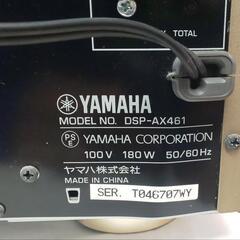 TOTAL
YAMAHA
MODEL NO. DSP-AX461
PSE YAMAHA CORPORATION
100V 180W 50/60Hz
ヤマハ株式会社
MADE IN CHINA
SER. T046707WY